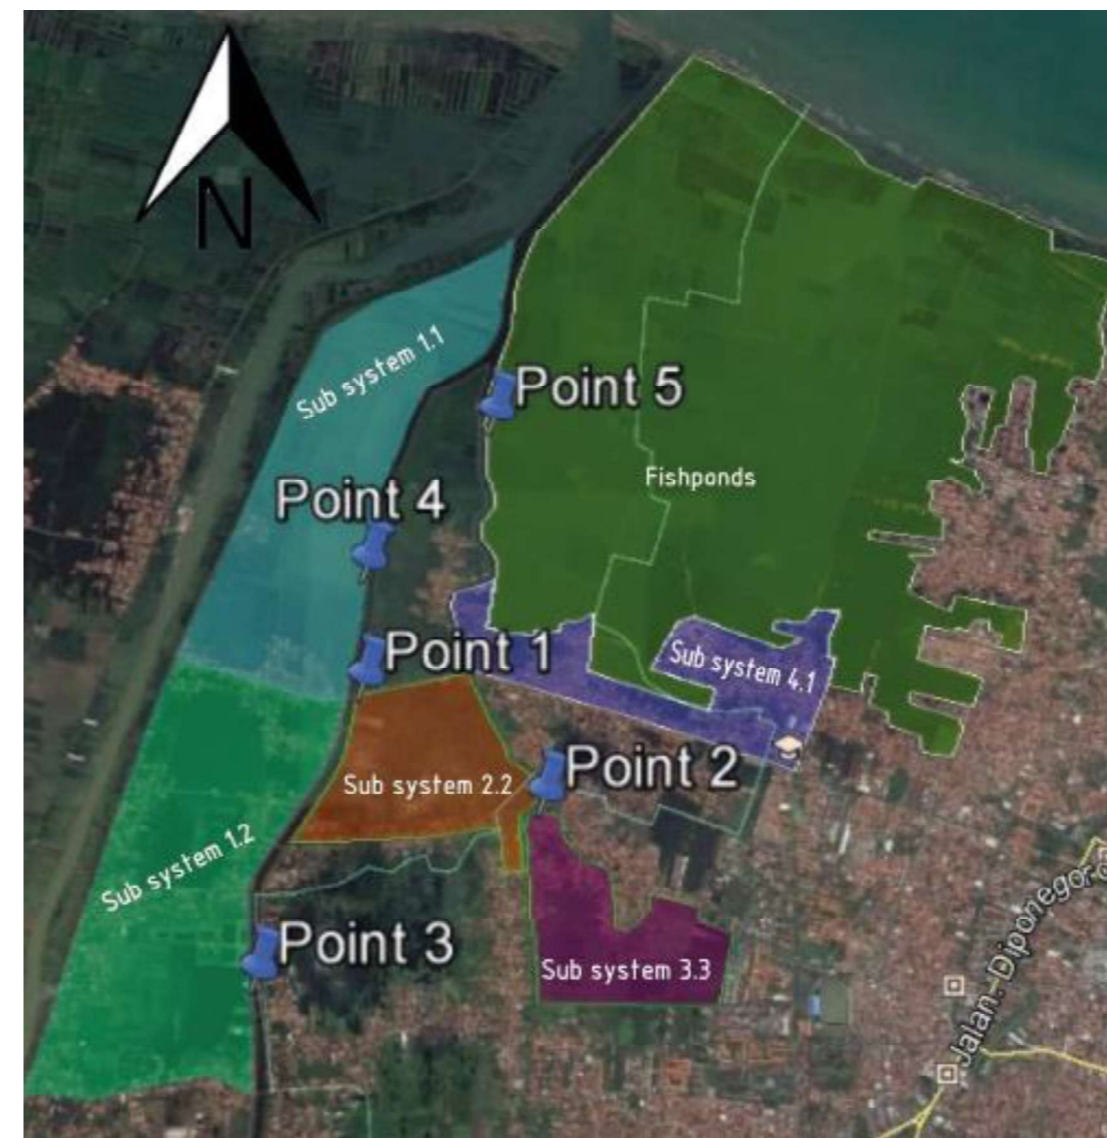 N
Sub system 1.1
Point 5
Fishponds
Point 4
Point 1
Sub system 4.1
Point 2
Sub system 2.2
Sub system 1.2
Point 3
Sub system 3.3
Jalan. Diponegor